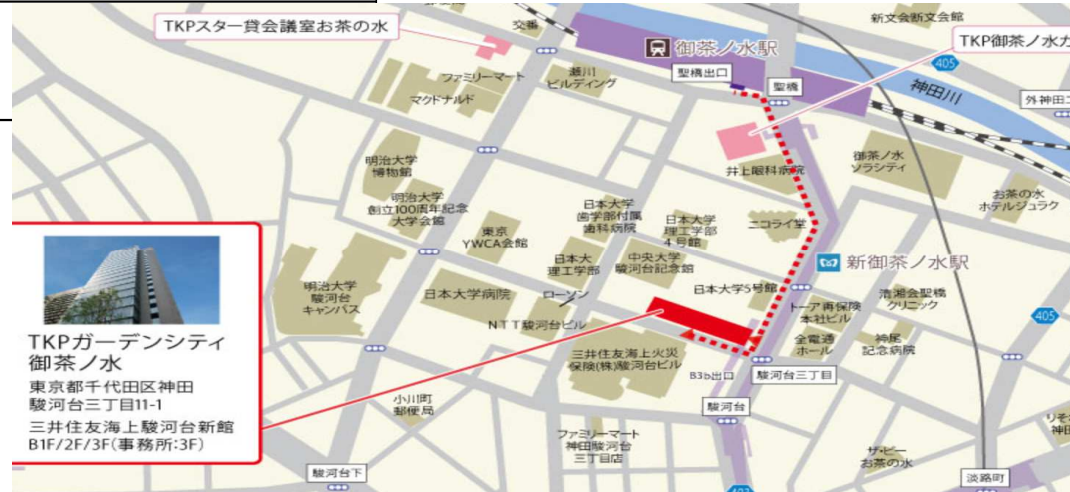 TKPスター貸会議室お茶の水
交番
御茶ノ水駅
新文会断文会館
TKP御茶ノ水カ
405
聖橋出口
聖橋
神田川
外神田二
ファミリーマート
マクドナルド
瀬川
ビルディング
明治大学
博物館
井上眼科病院
御茶ノ水
ソラシティ
お茶の水
ホテルジュラク
明治大学
創立100周年記念
大学会館
日本大学
歯学部付属
歯科病院
日本大学
理工学部
4号館
ニコライ堂
東京
YWCA会館
日本大
理工学部
中央大学
駿河台記念館
新御茶ノ水駅
明治大学
駿河台
キャンパス
日本大学病院
ローソン
日本大学5号館
トーア再保険
本社ビル
清湘会聖橋
クリニック
405
NTT駿河台ビル
全電通
ホール
神尾
記念病院
三井住友海上火災
保険(株)駿河台ビル
B3b出口
駿河台三丁目
小川町
郵便局
駿河台
ファミリーマート
神田駿河台
三丁目店
りそ
神田
ザ・ビー
お茶の水
駿河台下
淡路町
403
TKPガーデンシティ
御茶ノ水
東京都千代田区神田
駿河台三丁目11-1
三井住友海上駿河台新館
B1F/2F/3F(事務所:3F)